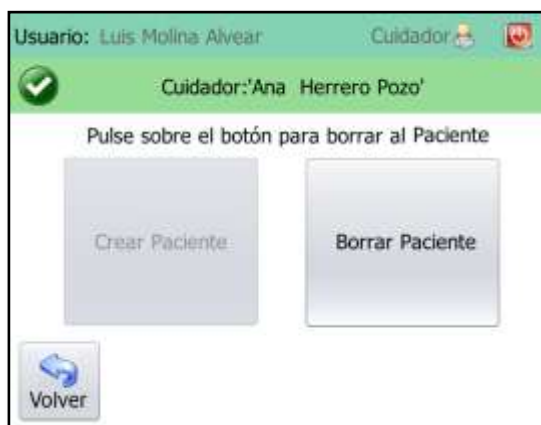 Usuario: Luis Molina Alvear Cuidador
Cuidador:'Ana Herrero Pozo'
Pulse sobre el botón para borrar al Paciente
Crear Paciente Borrar Paciente
Volver